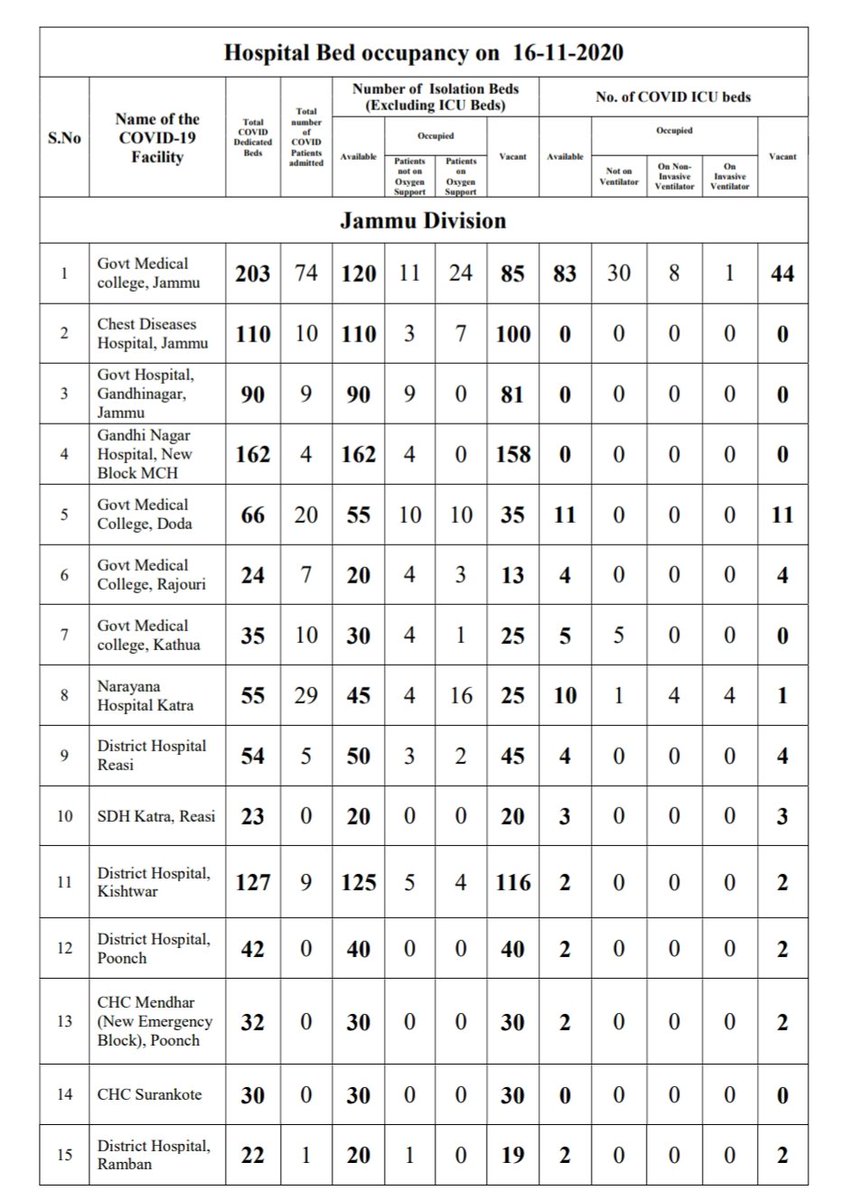 Hospital Bed occupancy on 16-11-2020
S.No
Name of the
COVID-19
Facility
Total
COVID
Dedicated
Beds
Total
number
of
COVID
Patients
admitted
Number of Isolation Beds
(Excluding ICU Beds)
No. of COVID ICU beds
Available
Occupied
Patients
not on
Oxygen
Support
Patients
on
Oxygen
Support
Vacant
Available
Occupied
Not on
Ventilator
On Non-
Invasive
Ventilator
On
Invasive
Ventilator
Vacant
Jammu Division
1 Govt Medical
college, Jammu 203 74 120 11 24 85 83 30 8 1 44
2 Chest Diseases
Hospital, Jammu 110 10 110 3 7 100 0 0 0 0 0
3 Govt Hospital,
Gandhinagar,
Jammu 90 9 90 9 0 81 0 0 0 0 0
4 Gandhi Nagar
Hospital, New
Block MCH 162 4 162 4 0 158 0 0 0 0 0
5 Govt Medical
College, Doda 66 20 55 10 10 35 11 0 0 0 11
6 Govt Medical
College, Rajouri 24 7 20 4 3 13 4 0 0 0 4
7 Govt Medical
college, Kathua 35 10 30 4 1 25 5 5 0 0 0
8 Narayana
Hospital Katra 55 29 45 4 16 25 10 1 4 4 1
9 District Hospital
Reasi 54 5 50 3 2 45 4 0 0 0 4
10 SDH Katra, Reasi 23 0 20 0 0 20 3 0 0 0 3
11 District Hospital,
Kishtwar 127 9 125 5 4 116 2 0 0 0 2
12 District Hospital,
Poonch 42 0 40 0 0 40 2 0 0 0 2
13 CHC Mendhar
(New Emergency
Block), Poonch 32 0 30 0 0 30 2 0 0 0 2
14 CHC Surankote 30 0 30 0 0 30 0 0 0 0 0
15 District Hospital,
Ramban 22 1 20 1 0 19 2 0 0 0 2